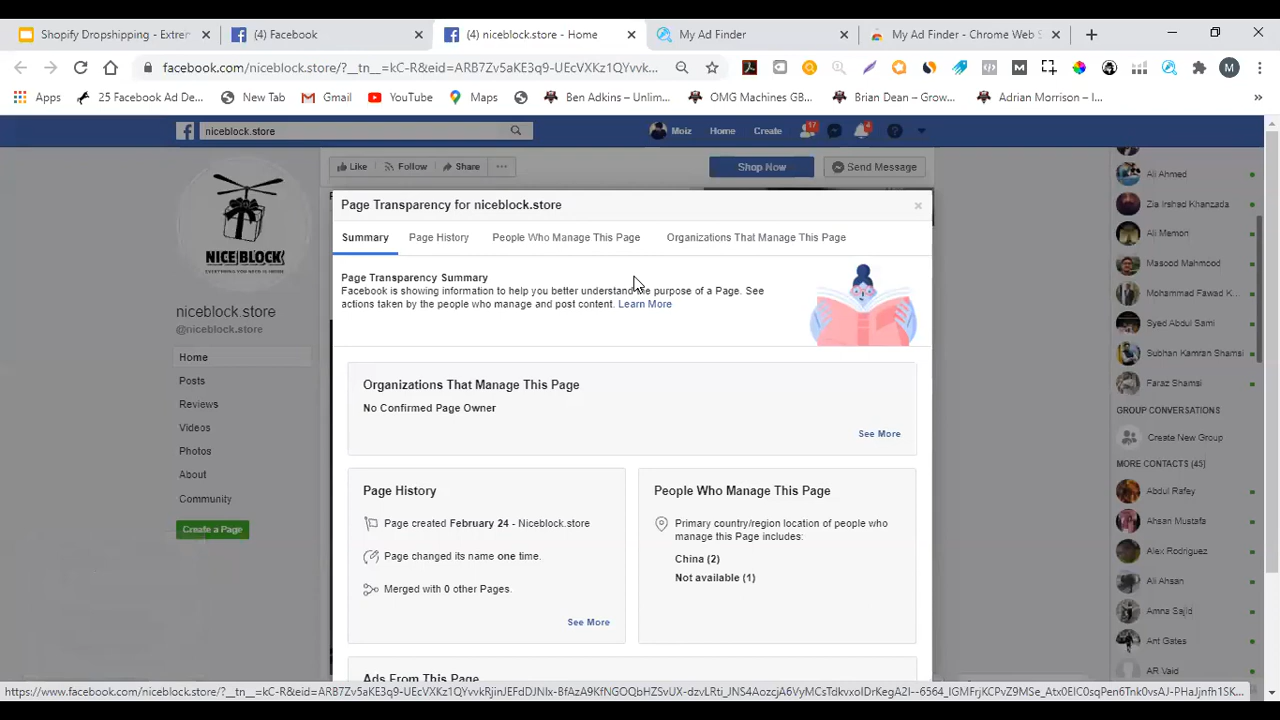 Shopify Dropshipping - Extrem
(4) Facebook
(4) niceblock.store - Home
My Ad Finder
My Ad Finder - Chrome Web S
facebook.com/niceblock.store/?__tn__=kC-R&eid=ARB7Zv5aKE3q9-UEcVXKz1QYvvk...
M
Apps
25 Facebook Ad De...
New Tab
Gmail
YouTube
Maps
Ben Adkins – Unlim...
OMG Machines GB...
Brian Dean – Grow...
Adrian Morrison – I...
»
niceblock.store
Moiz
Home
Create
17
4
Like
Follow
Share
Shop Now
Send Message
NICE BLOCK
EVERYTHING YOU NEED IS HERE
niceblock.store
@niceblock.store
Home
Posts
Reviews
Videos
Photos
About
Community
Create a Page
Page Transparency for niceblock.store
Summary
Page History
People Who Manage This Page
Organizations That Manage This Page
Page Transparency Summary
Facebook is showing information to help you better understand the purpose of a Page. See
actions taken by the people who manage and post content. Learn More
Organizations That Manage This Page
No Confirmed Page Owner
See More
Page History
Page created February 24 - Niceblock.store
Page changed its name one time.
Merged with 0 other Pages.
See More
People Who Manage This Page
Primary country/region location of people who
manage this Page includes:
China (2)
Not available (1)
Ads From This Page
Ali Ahmed
Zia Irshad Khanzada
Ali Memon
Masood Mahmood
Mohammad Fawad K...
Syed Abdul Sami
Subhan Kamran Shamsi
Faraz Shamsi
GROUP CONVERSATIONS
Create New Group
MORE CONTACTS (45)
Abdul Rafey
Ahsan Mustafa
Alex Rodriguez
Ali Ahsan
Amna Sajid
Ant Gates
AR Vaid